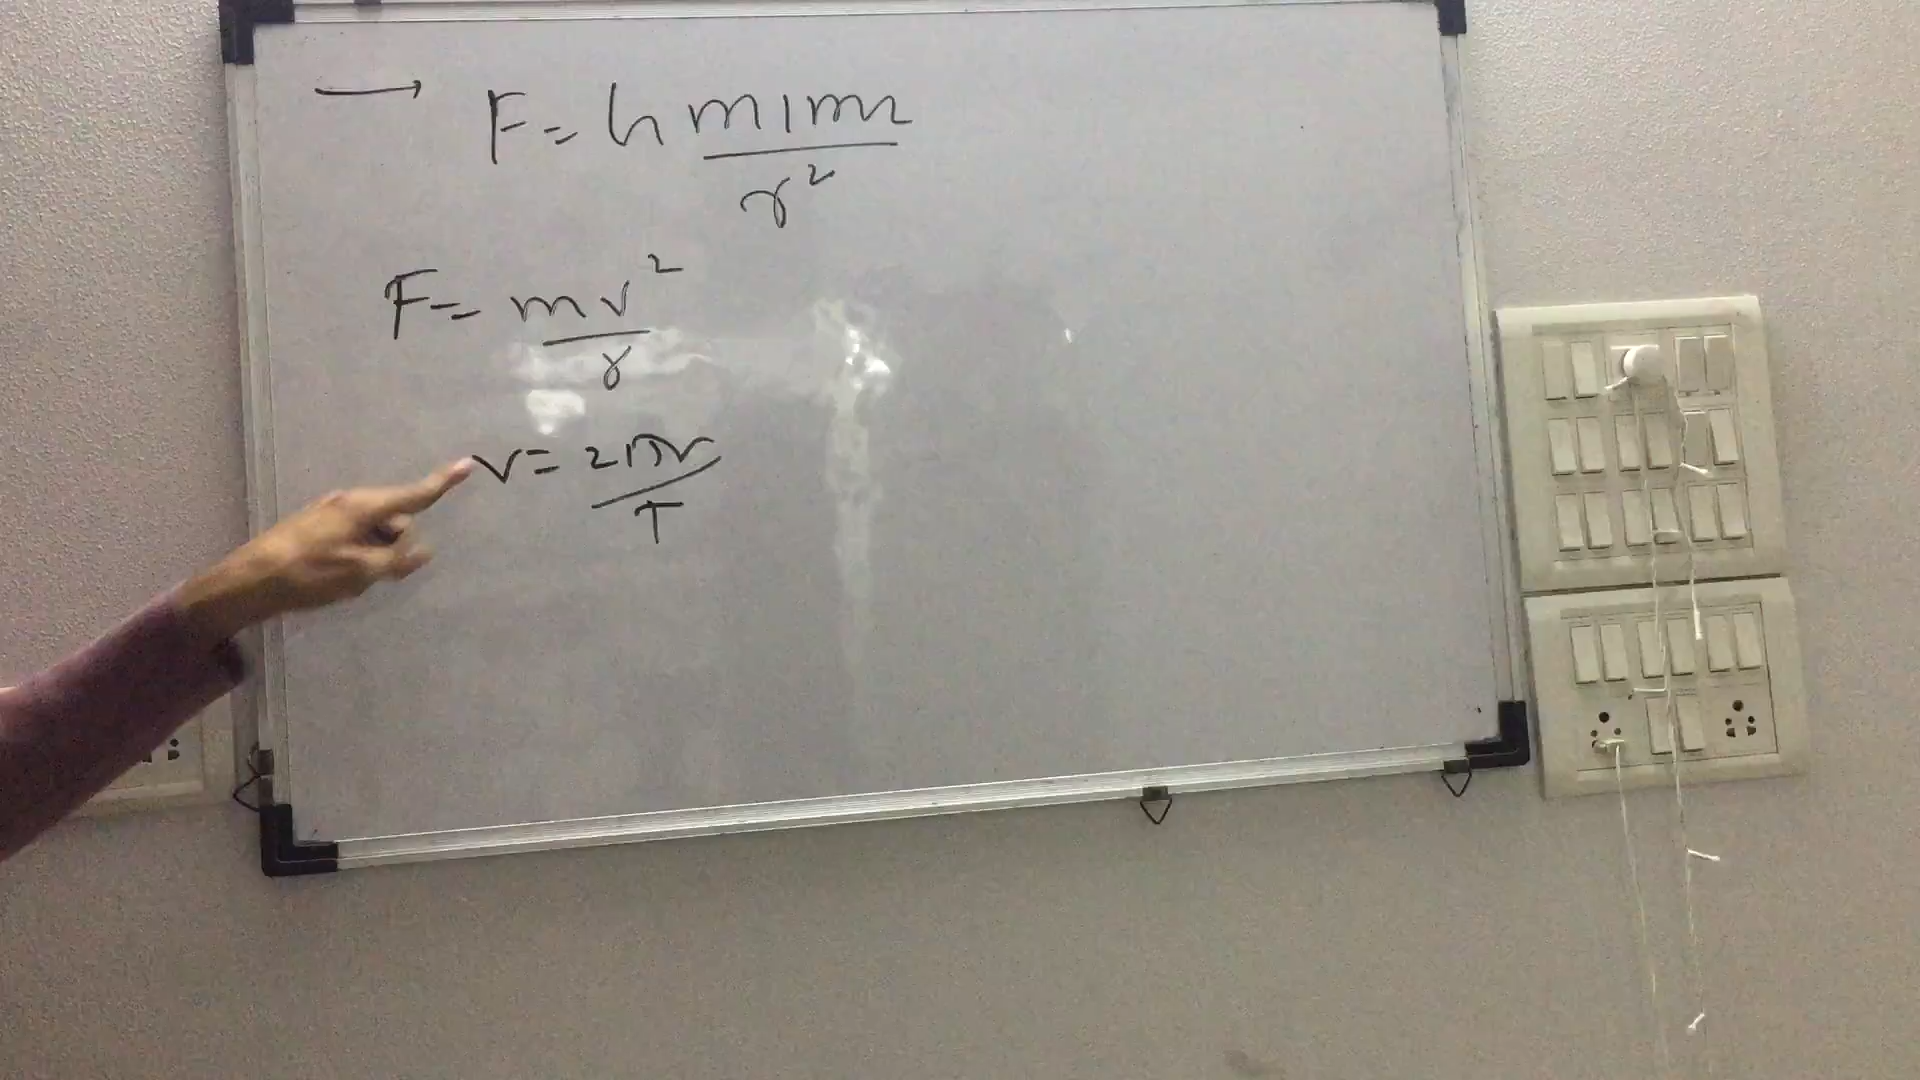 → F = G m1m2 / r²
F = mv² / r
v = 2πr / T